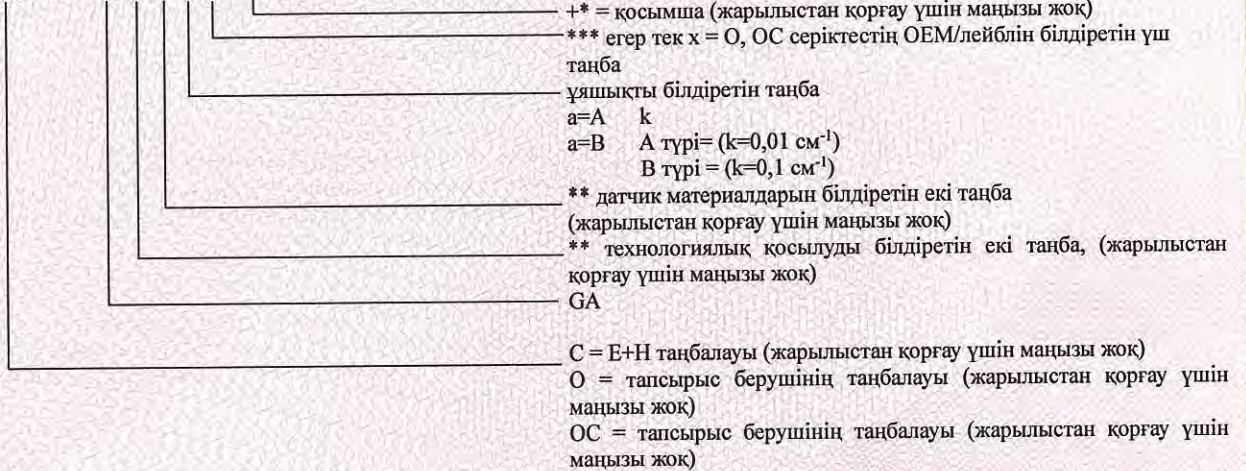 +* = қосымша (жарылыстан қорғау үшін маңызы жоқ)
*** егер тек x = O, OC серіктестің OEM/лейблін білдіретін үш
таңба
ұяшықты білдіретін таңба
a=A k
a=B A түрі= (k=0,01 см⁻¹)
B түрі = (k=0,1 см⁻¹)
** датчик материалдарын білдіретін екі таңба
(жарылыстан қорғау үшін маңызы жоқ)
** технологиялық қосылуды білдіретін екі таңба, (жарылыстан
қорғау үшін маңызы жоқ)
GA
C = E+H таңбалауы (жарылыстан қорғау үшін маңызы жоқ)
O = тапсырыс берушінің таңбалауы (жарылыстан қорғау үшін
маңызы жоқ)
OC = тапсырыс берушінің таңбалауы (жарылыстан қорғау үшін
маңызы жоқ)